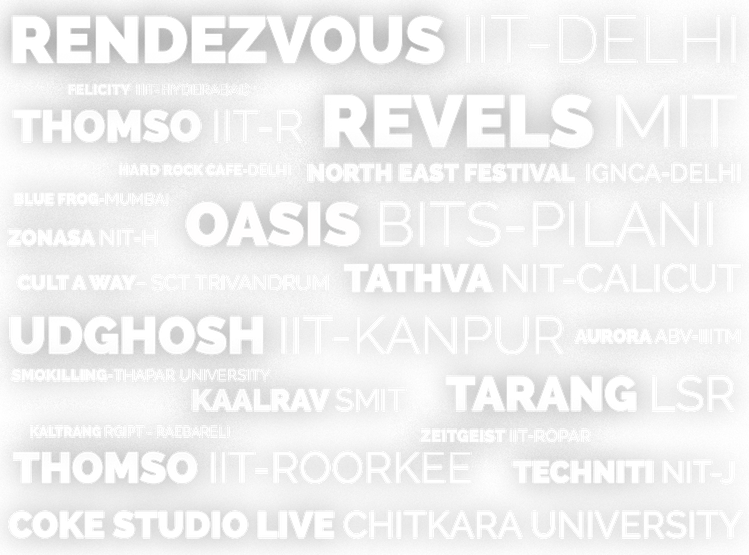 RENDEZVOUS IIT-DELHI
FELICITY IIIT-HYDERABAD
THOMSO IIT-R REVELS MIT
HARD ROCK CAFE-DELHI NORTH EAST FESTIVAL IGNCA-DELHI
BLUE FROG-MUMBAI
ZONASA NIT-H OASIS BITS-PILANI
CULT A WAY- SCT TRIVANDRUM TATHVA NIT-CALICUT
UDGHOSH IIT-KANPUR AURORA ABV-IIITM
SMOKILLING-THAPAR UNIVERSITY
KAALRAV SMIT TARANG LSR
KALTRANG RGIPT - RAEBARELI ZEITGEIST IIT-ROPAR
THOMSO IIT-ROORKEE TECHNITI NIT-J
COKE STUDIO LIVE CHITKARA UNIVERSITY